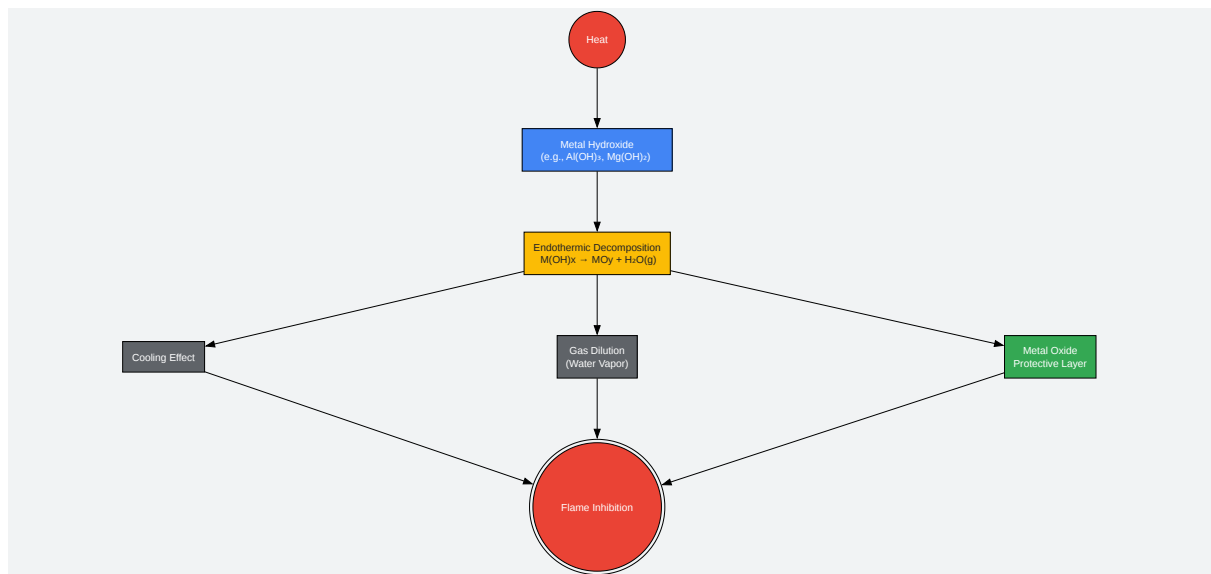 Heat
Metal Hydroxide
(e.g., Al(OH)₃, Mg(OH)₂)
Endothermic Decomposition
M(OH)x → MOy + H₂O(g)
Cooling Effect
Gas Dilution
(Water Vapor)
Metal Oxide
Protective Layer
Flame Inhibition